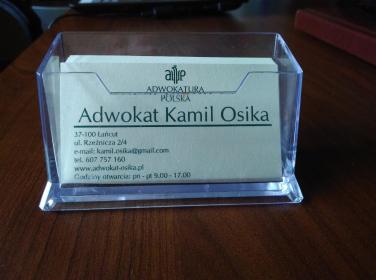 ADWOKATURA
POLSKA
Adwokat Kamil Osika
37-100 Łańcut
ul. Rzeźnicza 2/4
e-mail: kamil.osika@gmail.com
tel. 607 757 160
www.adwokat-osika.pl
Godziny otwarcia: pn - pt 9.00 - 17.00